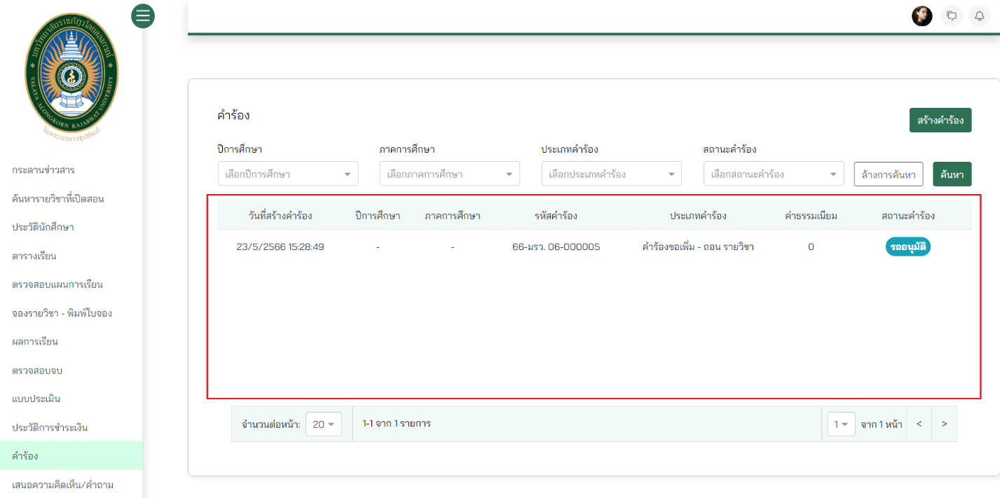 มหาวิทยาลัยราชภัฏวไลยอลงกรณ์
VALAYA ALONGKORN RAJABHAT UNIVERSITY
ในพระบรมราชูปถัมภ์
กระดานข่าวสาร
ค้นหารายวิชาที่เปิดสอน
ประวัตินักศึกษา
ตารางเรียน
ตรวจสอบแผนการเรียน
จองรายวิชา - พิมพ์ใบจอง
ผลการเรียน
ตรวจสอบจบ
แบบประเมิน
ประวัติการชำระเงิน
คำร้อง
เสนอความคิดเห็น/คำถาม
คำร้อง
สร้างคำร้อง
ปีการศึกษา ภาคการศึกษา ประเภทคำร้อง สถานะคำร้อง
เลือกปีการศึกษา เลือกภาคการศึกษา เลือกประเภทคำร้อง เลือกสถานะคำร้อง ล้างการค้นหา ค้นหา
วันที่สร้างคำร้อง ปีการศึกษา ภาคการศึกษา รหัสคำร้อง ประเภทคำร้อง ค่าธรรมเนียม สถานะคำร้อง
23/5/2566 15:28:49 - - 66-มรว. 06-000005 คำร้องขอเพิ่ม - ถอน รายวิชา 0 รออนุมัติ
จำนวนต่อหน้า: 20 1-1 จาก 1 รายการ 1 จาก 1 หน้า < >